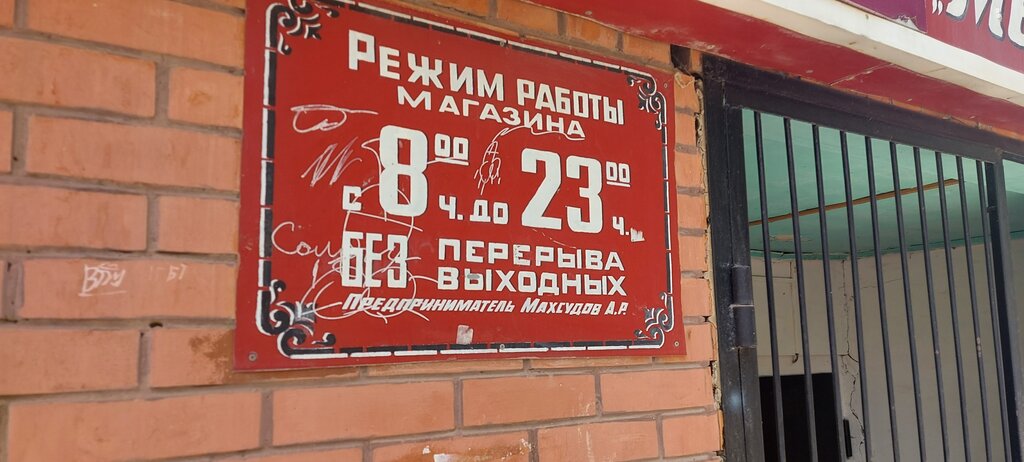 РЕЖИМ РАБОТЫ
МАГАЗИНА
с 8 00 ч. до 23 00 ч.
БЕЗ ПЕРЕРЫВА
ВЫХОДНЫХ
ПРЕДПРИНИМАТЕЛЬ МАХСУДОВ А.Р.